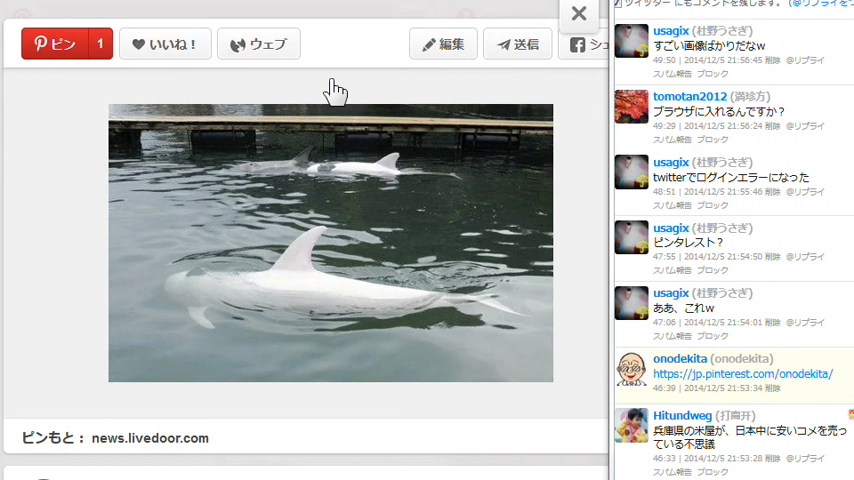 ピン 1
いいね！
ウェブ
編集
送信
シェ
ピンもと： news.livedoor.com
ツイッター にもコメントを残します。（@リプライをつ
usagix (杜野うさぎ)
すごい画像ばかりだなw
49:50 | 2014/12/5 21:56:45 削除 @リプライ
スパム報告 ブロック
tomotan2012 (満珍方)
ブラウザに入れるんですか？
49:29 | 2014/12/5 21:56:24 削除 @リプライ
スパム報告 ブロック
usagix (杜野うさぎ)
twitterでログインエラーになった
48:51 | 2014/12/5 21:55:46 削除 @リプライ
スパム報告 ブロック
usagix (杜野うさぎ)
ピンタレスト？
47:55 | 2014/12/5 21:54:50 削除 @リプライ
スパム報告 ブロック
usagix (杜野うさぎ)
ああ、これw
47:06 | 2014/12/5 21:54:01 削除 @リプライ
スパム報告 ブロック
onodekita (onodekita)
https://jp.pinterest.com/onodekita/
46:39 | 2014/12/5 21:53:34 削除
Hitundweg (打穵开)
兵庫県の米屋が、日本中に安いコメを売っ
ている不思議
46:33 | 2014/12/5 21:53:28 削除 @リプライ
スパム報告 ブロック